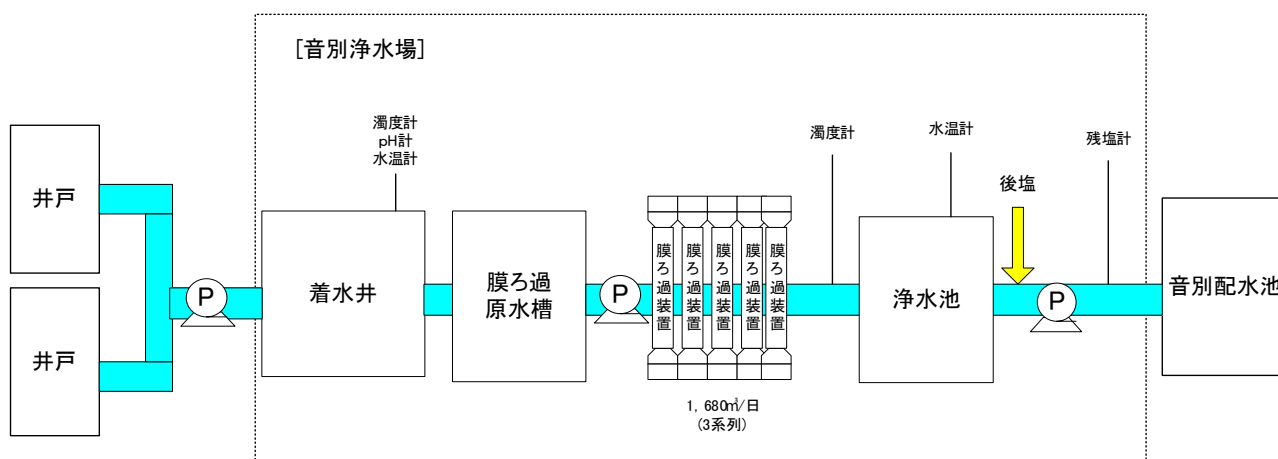 [音別浄水場]
井戸
井戸
P
濁度計
pH計
水温計
着水井
膜ろ過
原水槽
P
膜ろ過装置
膜ろ過装置
膜ろ過装置
膜ろ過装置
膜ろ過装置
1, 680㎥/日
(3系列)
濁度計
水温計
浄水池
後塩
P
残塩計
音別配水池